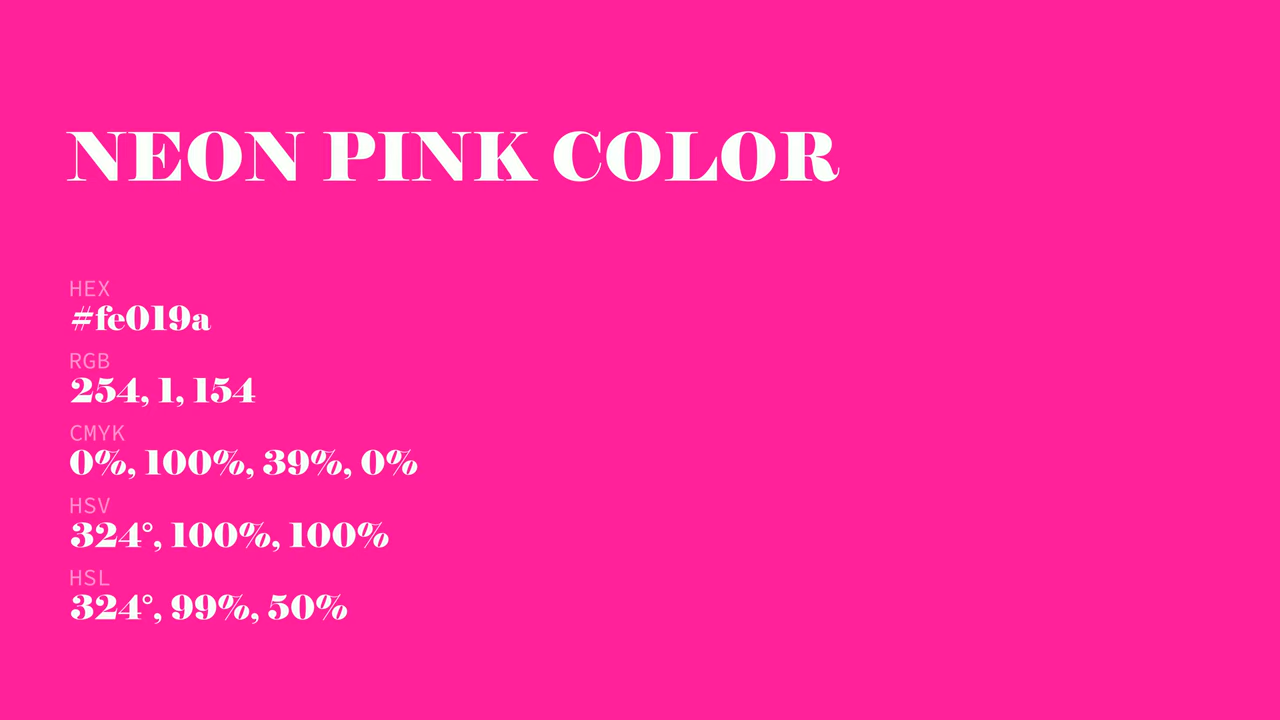 NEON PINK COLOR
HEX
#fe019a
RGB
254, 1, 154
CMYK
0%, 100%, 39%, 0%
HSV
324°, 100%, 100%
HSL
324°, 99%, 50%